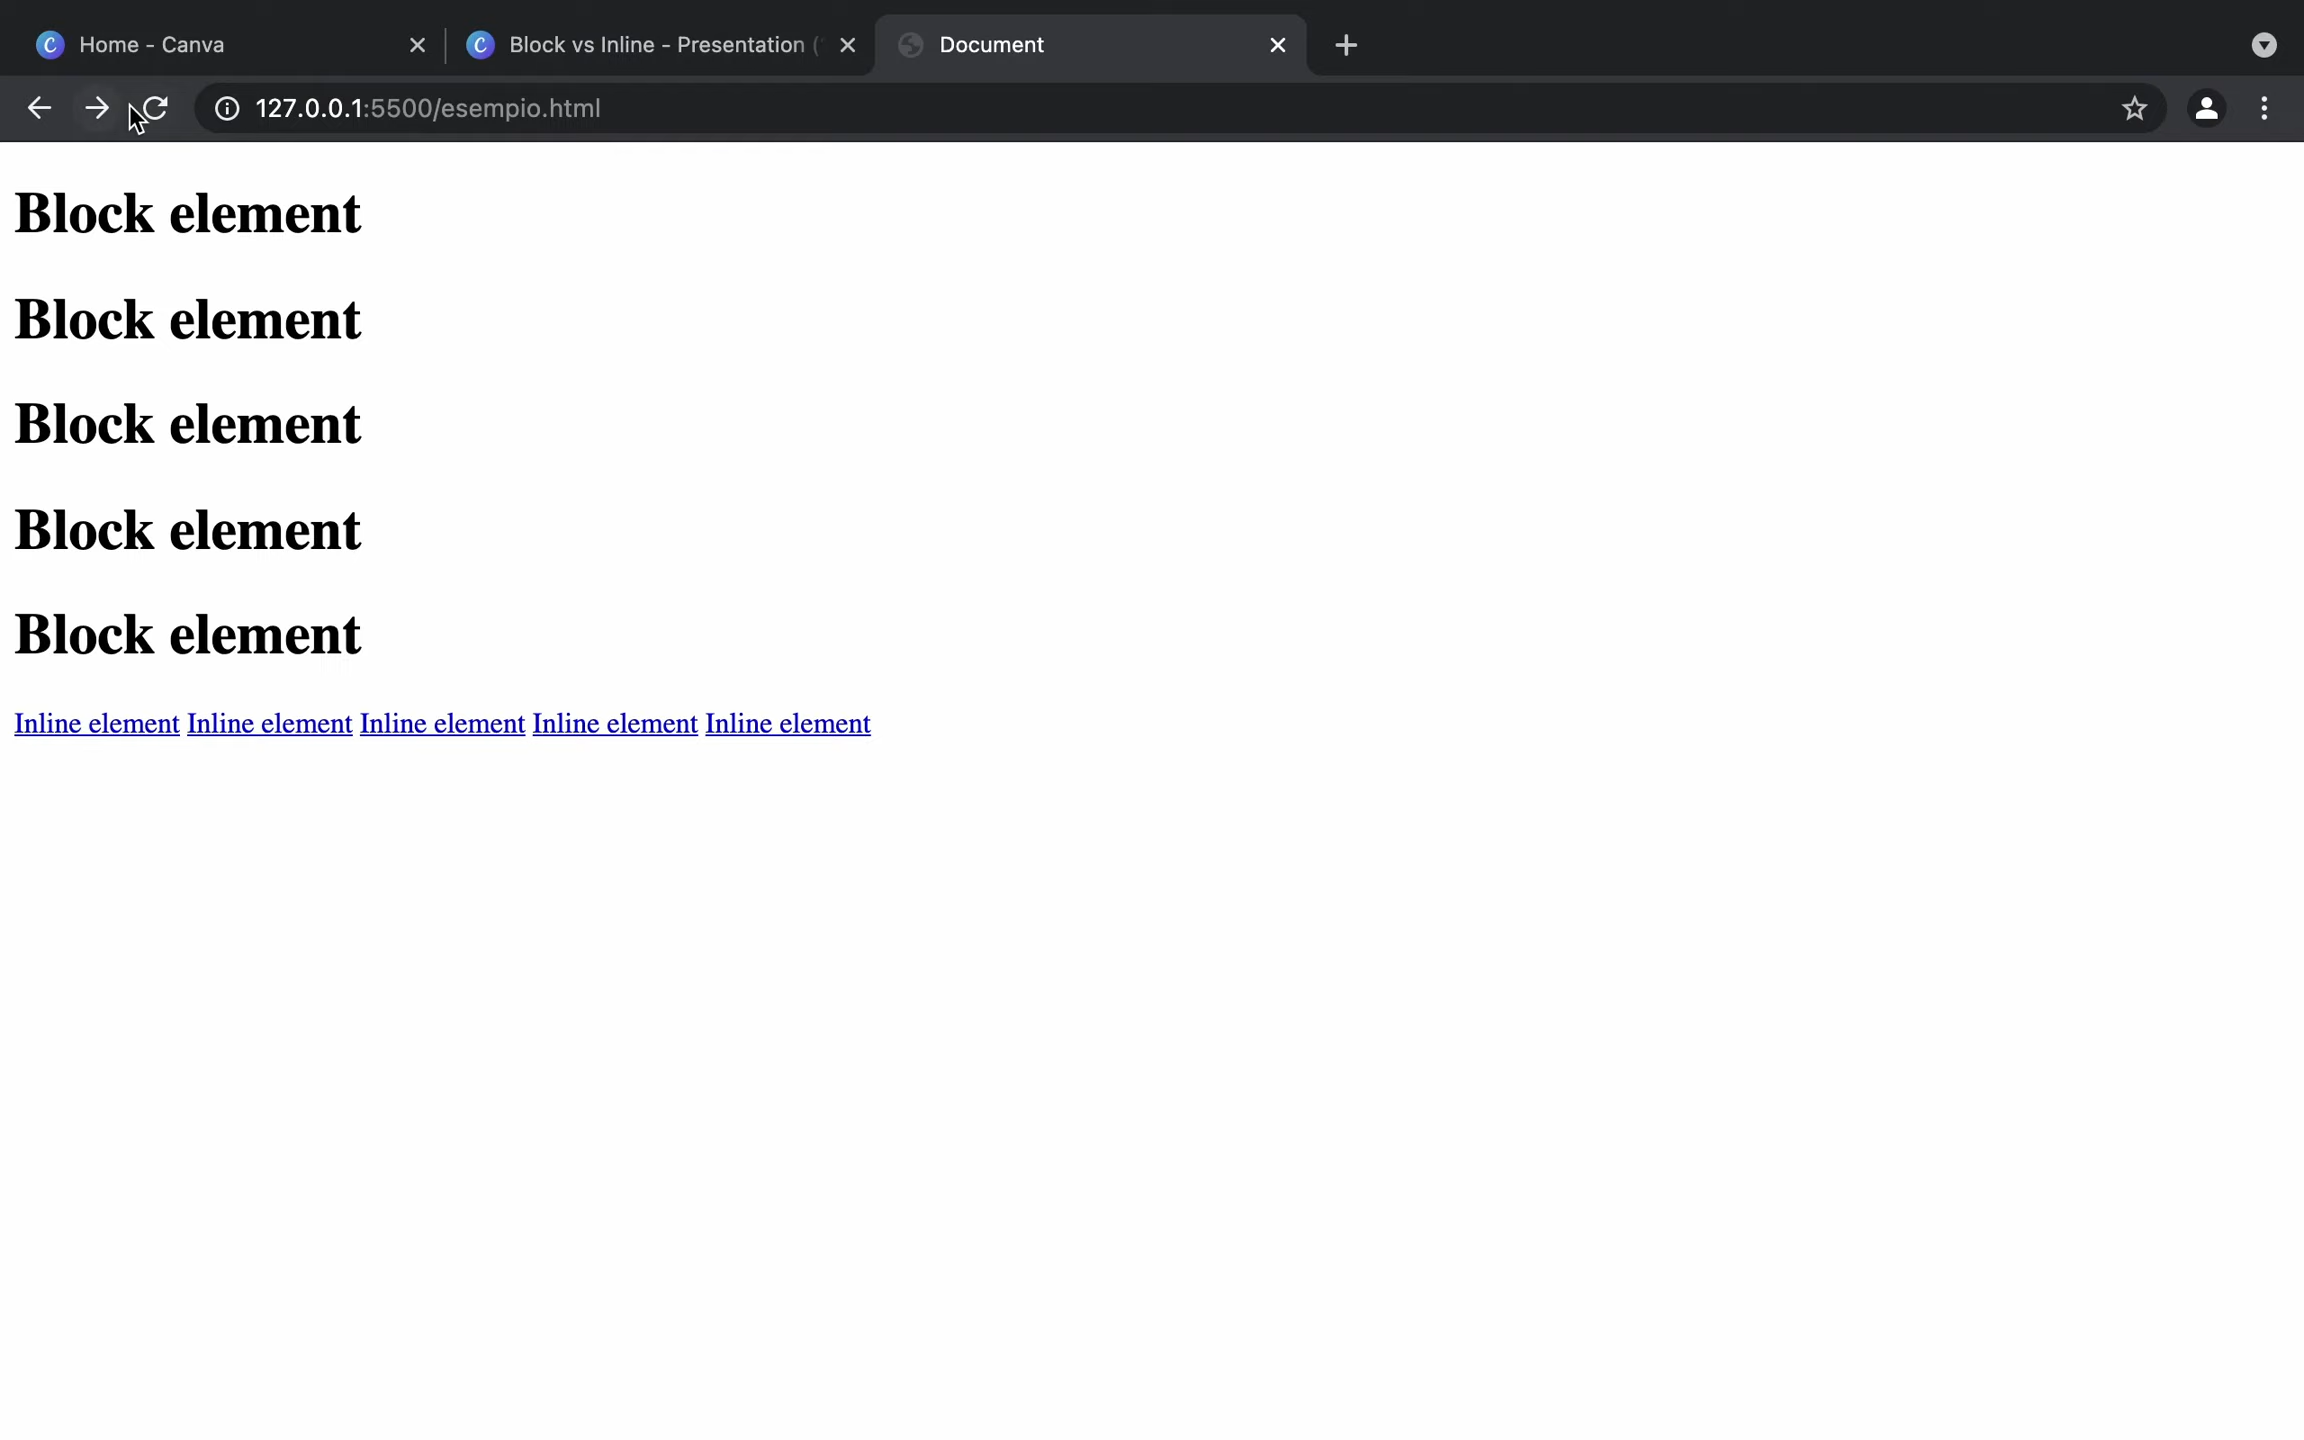 Home - Canva
Block vs Inline - Presentation (
Document
127.0.0.1:5500/esempio.html
Block element
Block element
Block element
Block element
Block element
Inline element Inline element Inline element Inline element Inline element